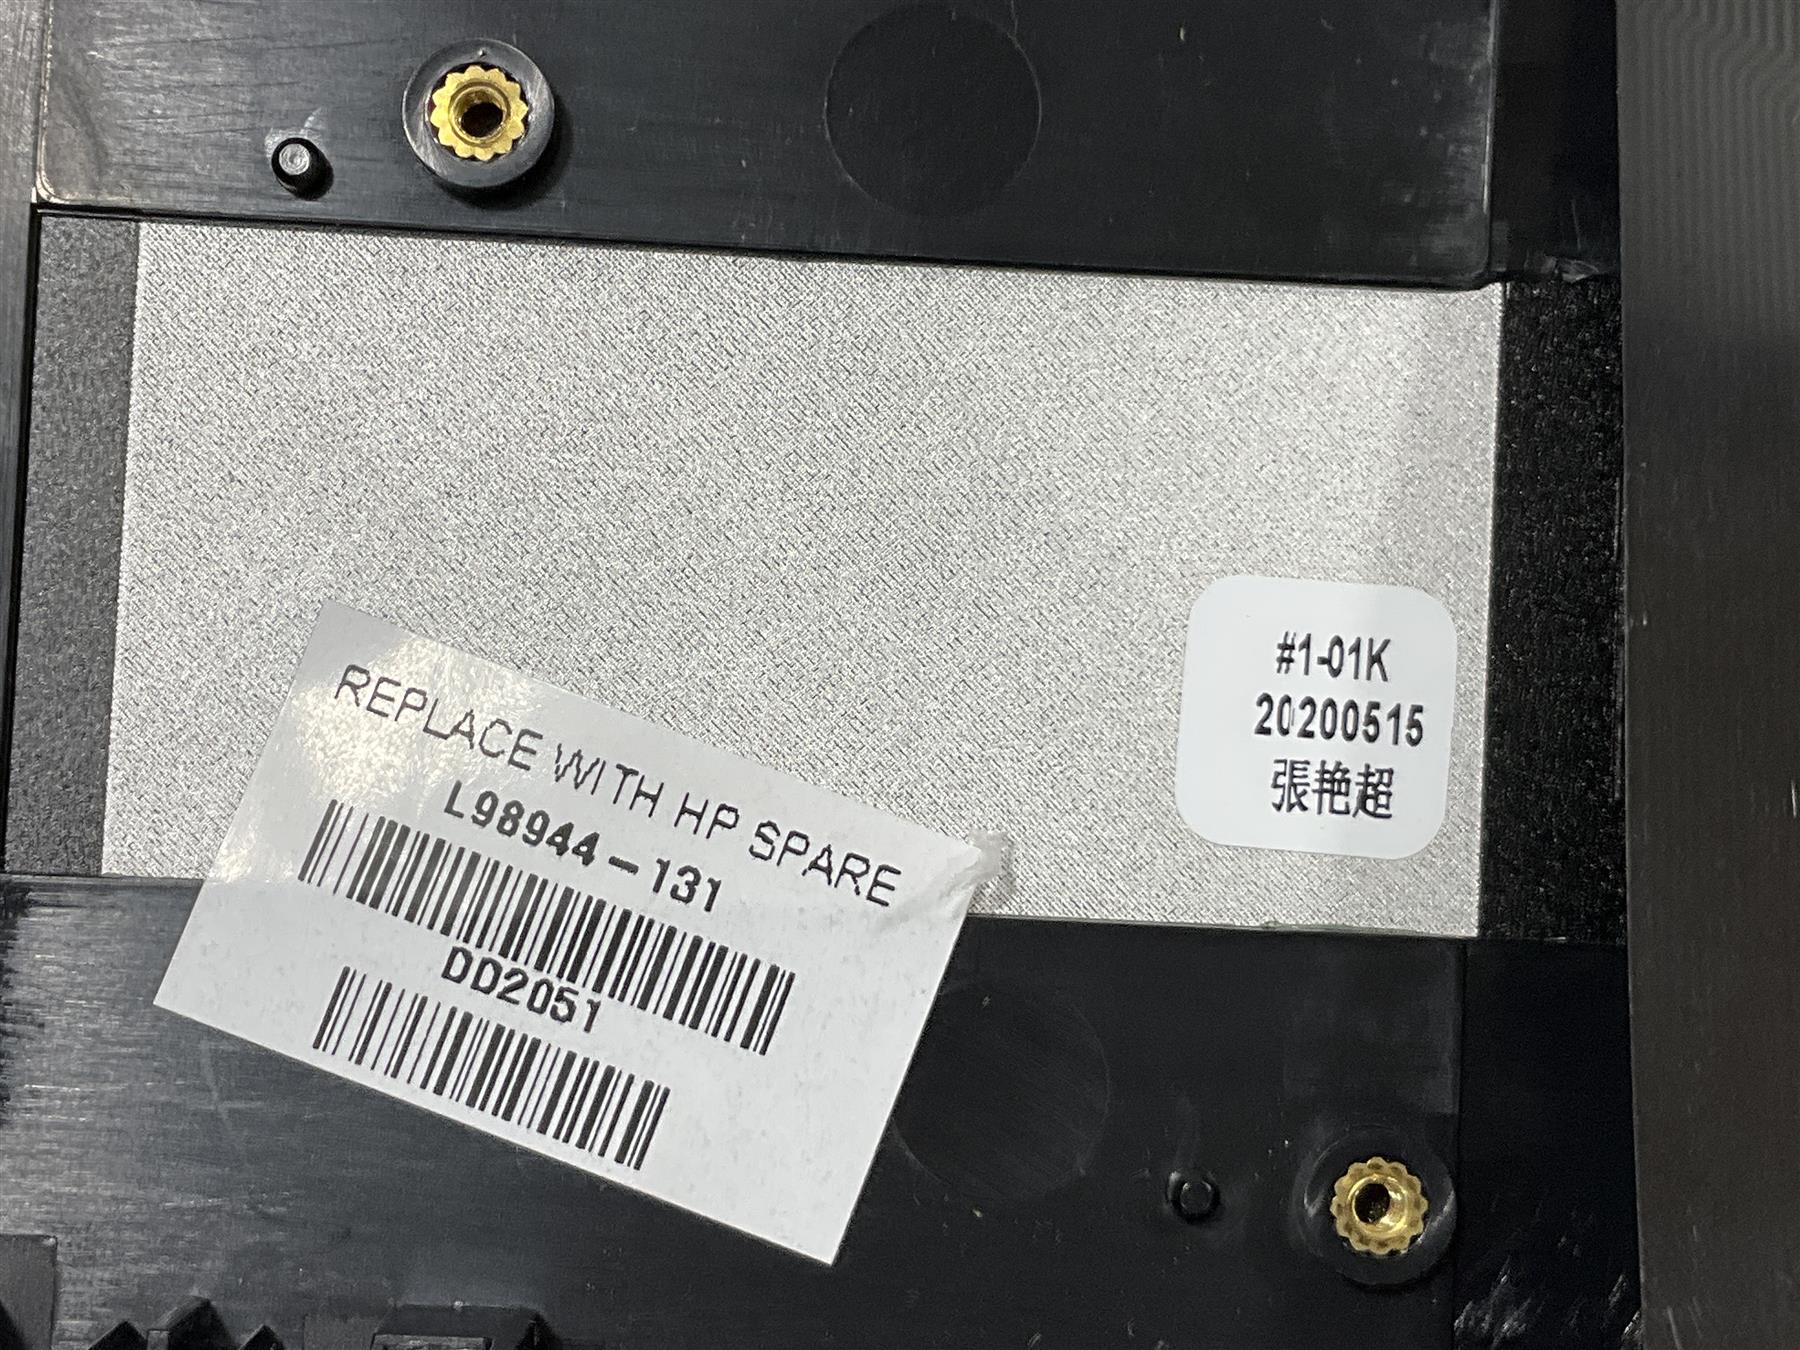 #1-01K
20200515
張艳超
REPLACE WITH HP SPARE
L98944-131
DD2051